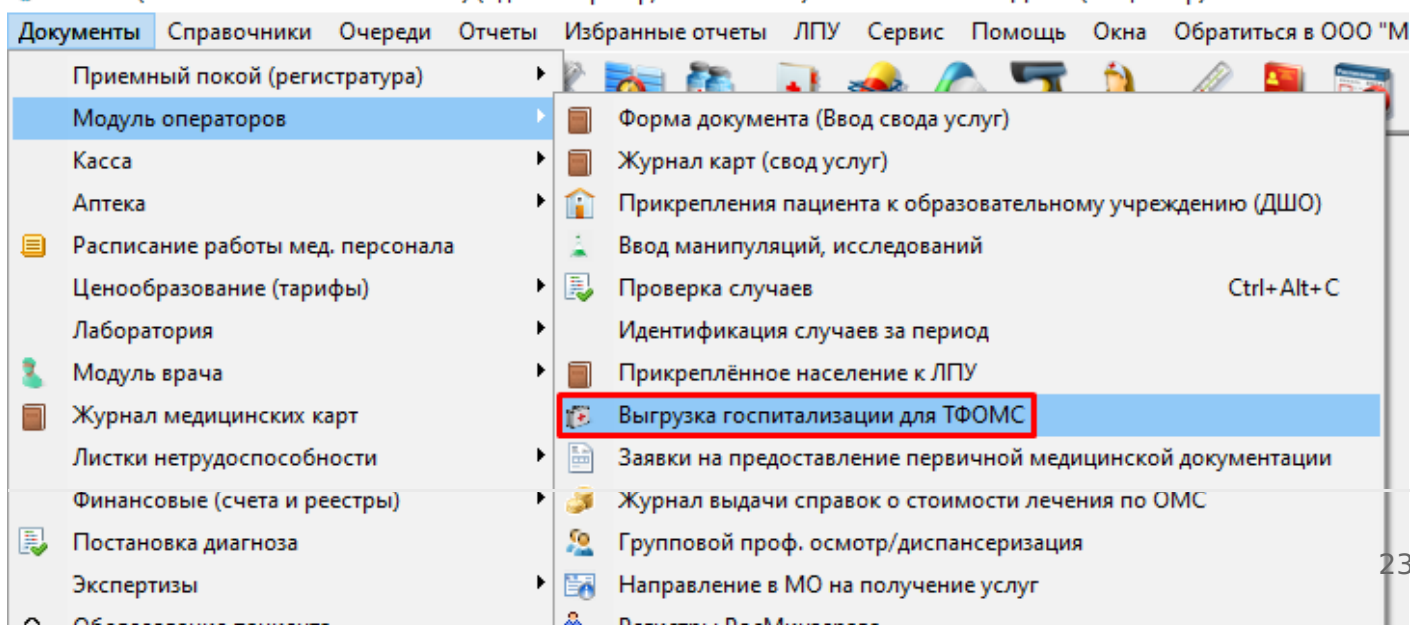 Документы Справочники Очереди Отчеты Избранные отчеты ЛПУ Сервис Помощь Окна Обратиться в ООО "М
Приемный покой (регистратура)
Модуль операторов
Касса
Аптека
Расписание работы мед. персонала
Ценообразование (тарифы)
Лаборатория
Модуль врача
Журнал медицинских карт
Листки нетрудоспособности
Финансовые (счета и реестры)
Постановка диагноза
Экспертизы
Форма документа (Ввод свода услуг)
Журнал карт (свод услуг)
Прикрепления пациента к образовательному учреждению (ДШО)
Ввод манипуляций, исследований
Проверка случаев Ctrl+Alt+C
Идентификация случаев за период
Прикреплённое население к ЛПУ
Выгрузка госпитализации для ТФОМС
Заявки на предоставление первичной медицинской документации
Журнал выдачи справок о стоимости лечения по ОМС
Групповой проф. осмотр/диспансеризация
Направление в МО на получение услуг
23